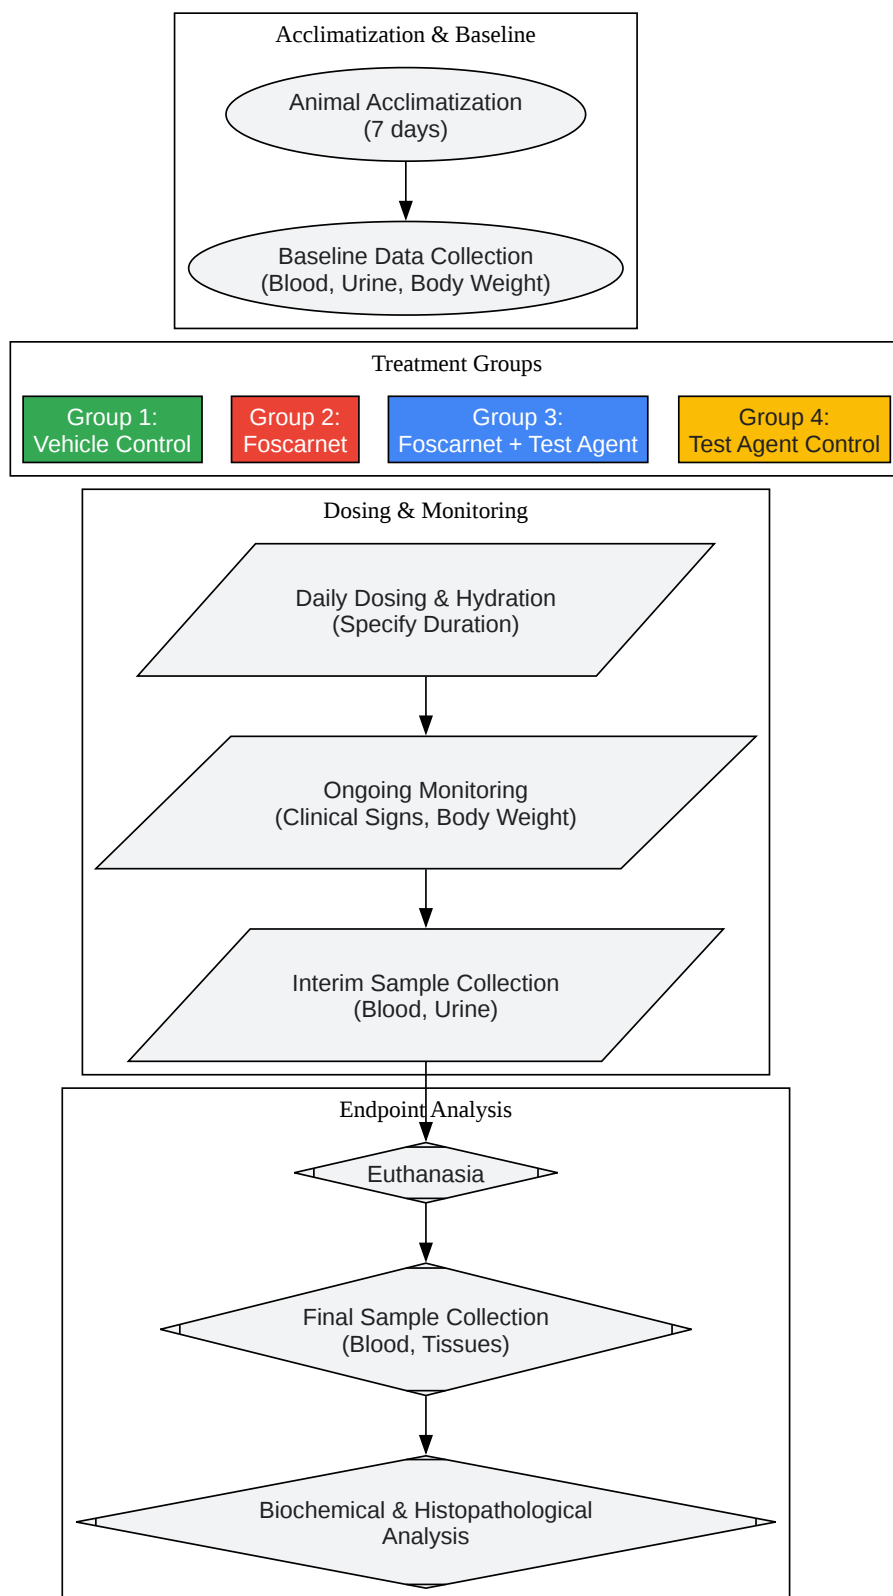 Acclimatization & Baseline
Animal Acclimatization
(7 days)
Baseline Data Collection
(Blood, Urine, Body Weight)
Treatment Groups
Group 1:
Vehicle Control
Group 2:
Foscarnet
Group 3:
Foscarnet + Test Agent
Group 4:
Test Agent Control
Dosing & Monitoring
Daily Dosing & Hydration
(Specify Duration)
Ongoing Monitoring
(Clinical Signs, Body Weight)
Interim Sample Collection
(Blood, Urine)
Endpoint Analysis
Euthanasia
Final Sample Collection
(Blood, Tissues)
Biochemical & Histopathological
Analysis